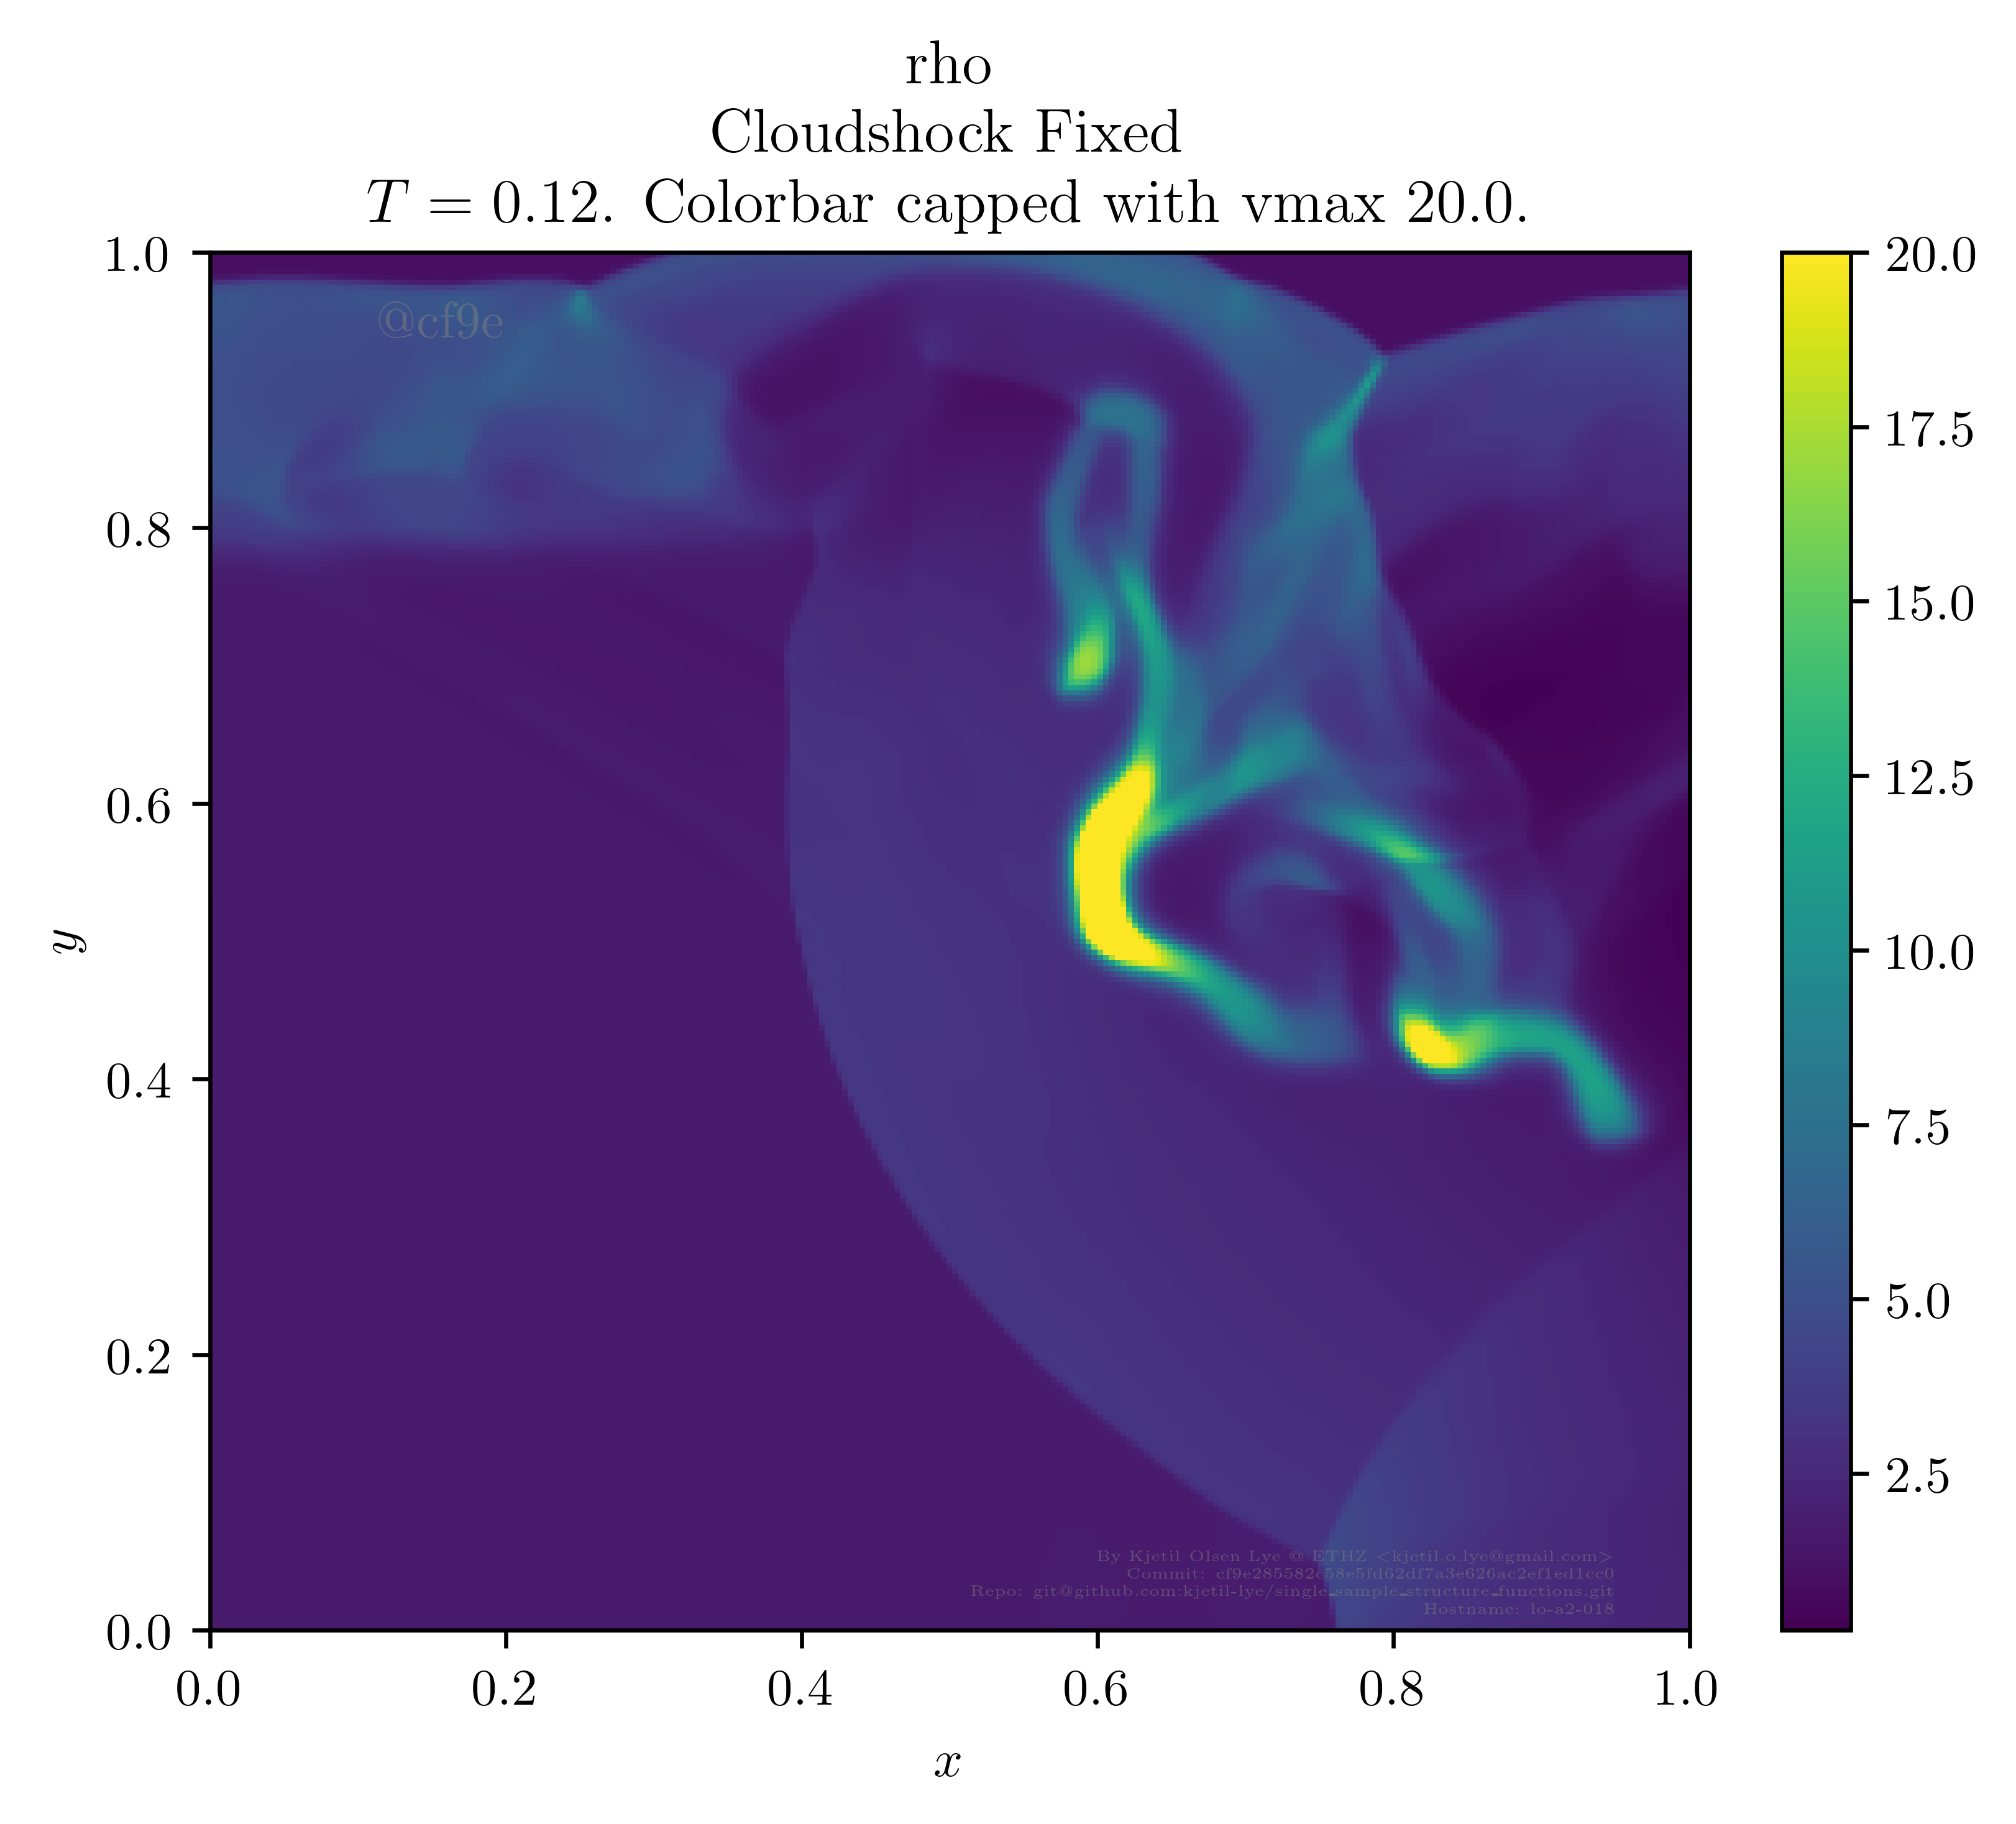 rho
Cloudshock Fixed
T = 0.12. Colorbar capped with vmax 20.0.
1.0
0.8
0.6
0.4
0.2
0.0
y
@cf9e
By Kjetil Olsen Lye @ ETHZ <kjetil.o.lye@gmail.com>
Commit: cf9e285582c58e5fd62df7a3e626ac2ef1ed1cc0
Repo: git@github.com:kjetil-lye/single_sample_structure_functions.git
Hostname: lo-a2-018
0.0 0.2 0.4 0.6 0.8 1.0
x
20.0
17.5
15.0
12.5
10.0
7.5
5.0
2.5